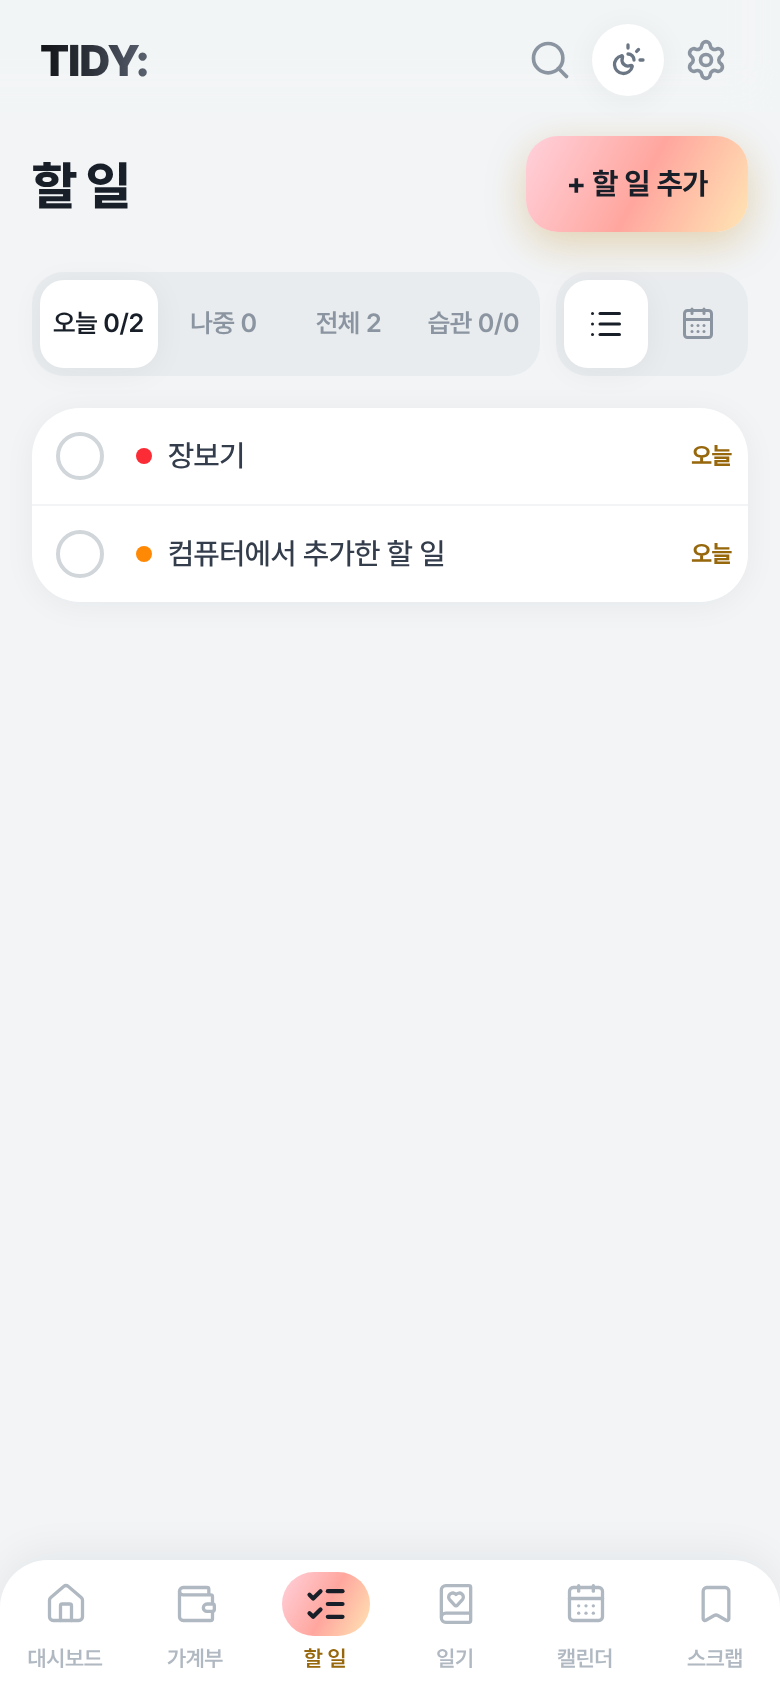 TIDY:
할 일
+ 할 일 추가
오늘 0/2 나중 0 전체 2 습관 0/0
장보기 오늘
컴퓨터에서 추가한 할 일 오늘
대시보드 가계부 할 일 일기 캘린더 스크랩